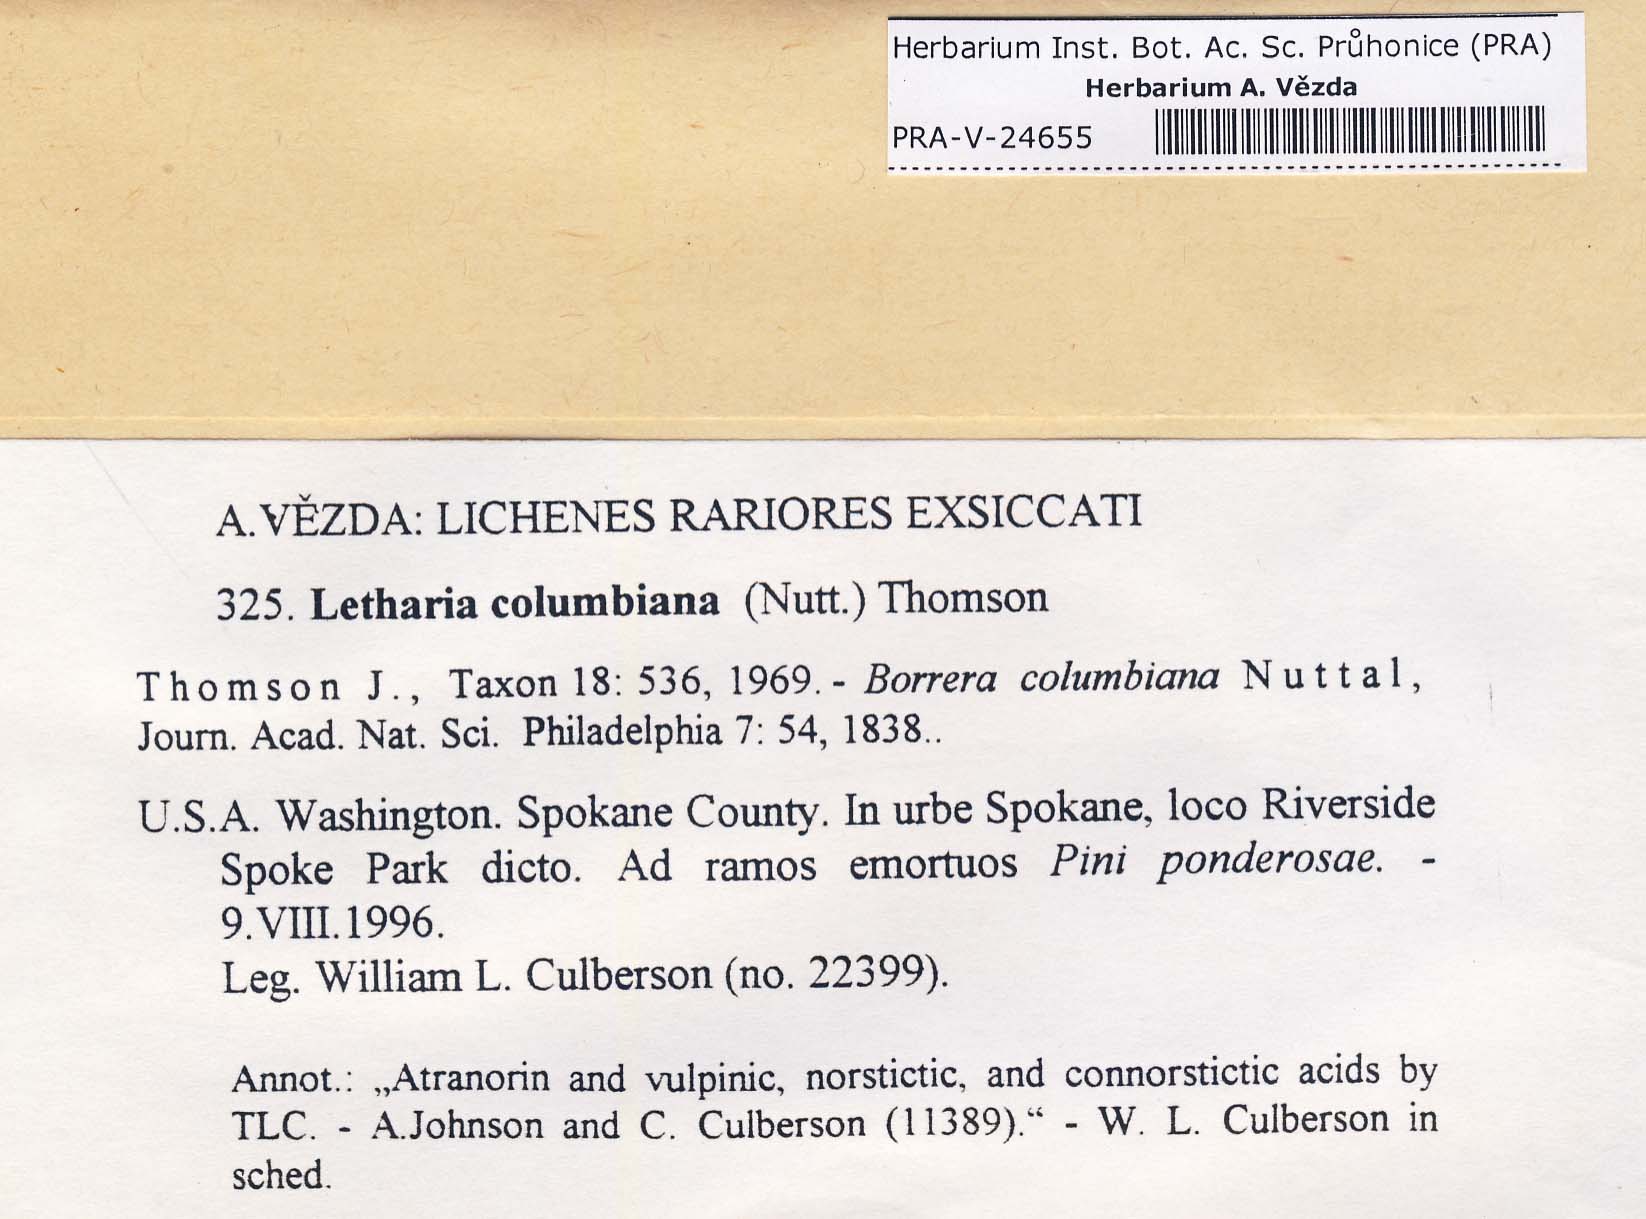 Herbarium Inst. Bot. Ac. Sc. Průhonice (PRA)
Herbarium A. Vězda
PRA-V-24655
A. VĚZDA: LICHENES RARIORES EXSICCATI
325. Letharia columbiana (Nutt.) Thomson
Thomson J., Taxon 18: 536, 1969. - Borrera columbiana Nuttal,
Journ. Acad. Nat. Sci. Philadelphia 7: 54, 1838..
U.S.A. Washington. Spokane County. In urbe Spokane, loco Riverside
Spoke Park dicto. Ad ramos emortuos Pini ponderosae. -
9.VIII.1996.
Leg. William L. Culberson (no. 22399).
Annot.: „Atranorin and vulpinic, norstictic, and connorstictic acids by
TLC. - A.Johnson and C. Culberson (11389).“ - W. L. Culberson in
sched.